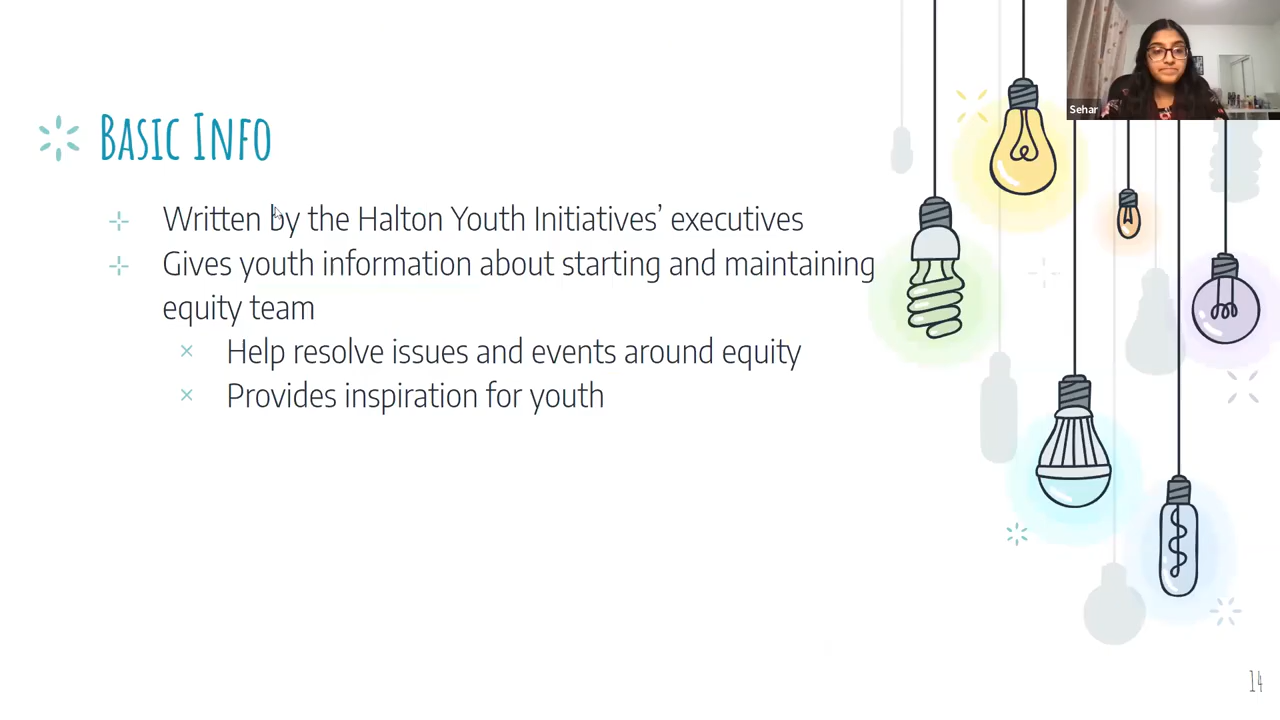 Sehar
Basic Info
Written by the Halton Youth Initiatives’ executives
Gives youth information about starting and maintaining
equity team
Help resolve issues and events around equity
Provides inspiration for youth
14